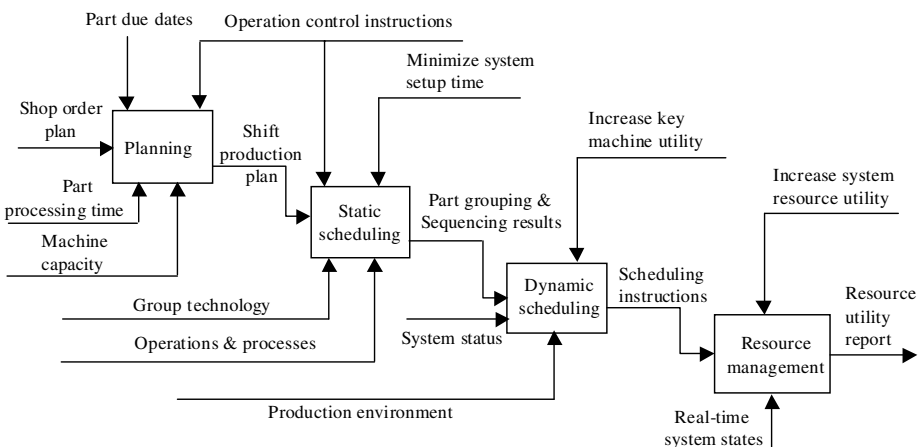 Part due dates
Operation control instructions
Minimize system
setup time
Shop order
plan
Planning
Shift
production
plan
Increase key
machine utility
Part
processing time
Machine
capacity
Static
scheduling
Part grouping &
Sequencing results
Increase system
resource utility
Group technology
Operations & processes
System status
Dynamic
scheduling
Scheduling
instructions
Resource
utility
report
Resource
management
Production environment
Real-time
system states